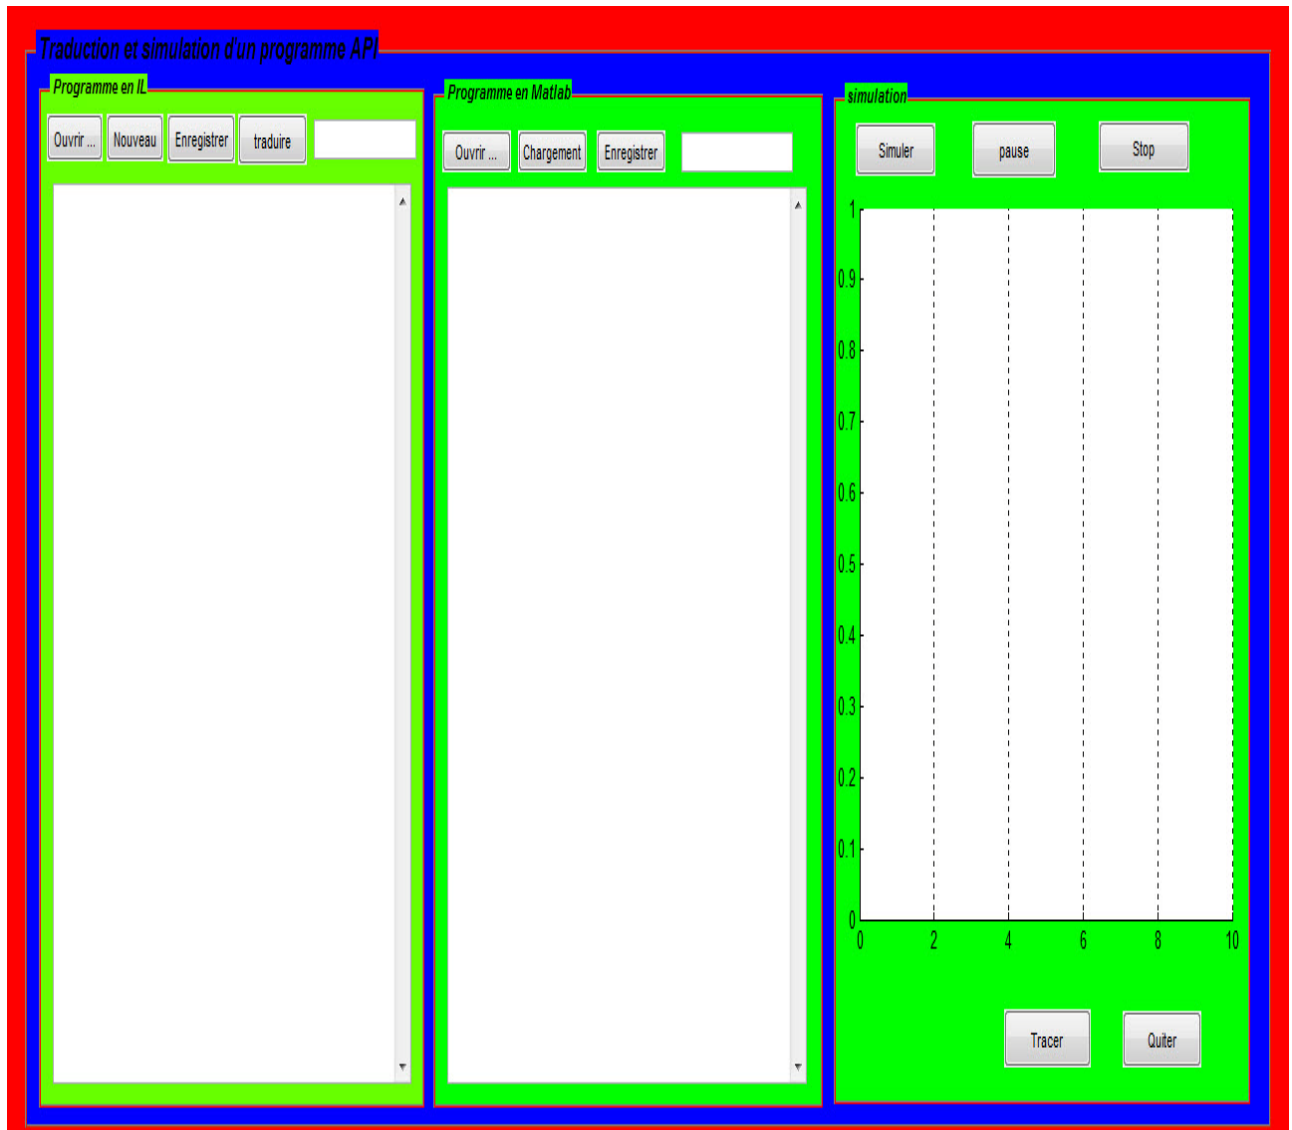 Traduction et simulation d'un programme API
Programme en IL
Ouvrir ... Nouveau Enregistrer traduire
Programme en Matlab
Ouvrir ... Chargement Enregistrer
simulation
Simuler pause Stop
1
0.9
0.8
0.7
0.6
0.5
0.4
0.3
0.2
0.1
0
0 2 4 6 8 10
Tracer Quiter